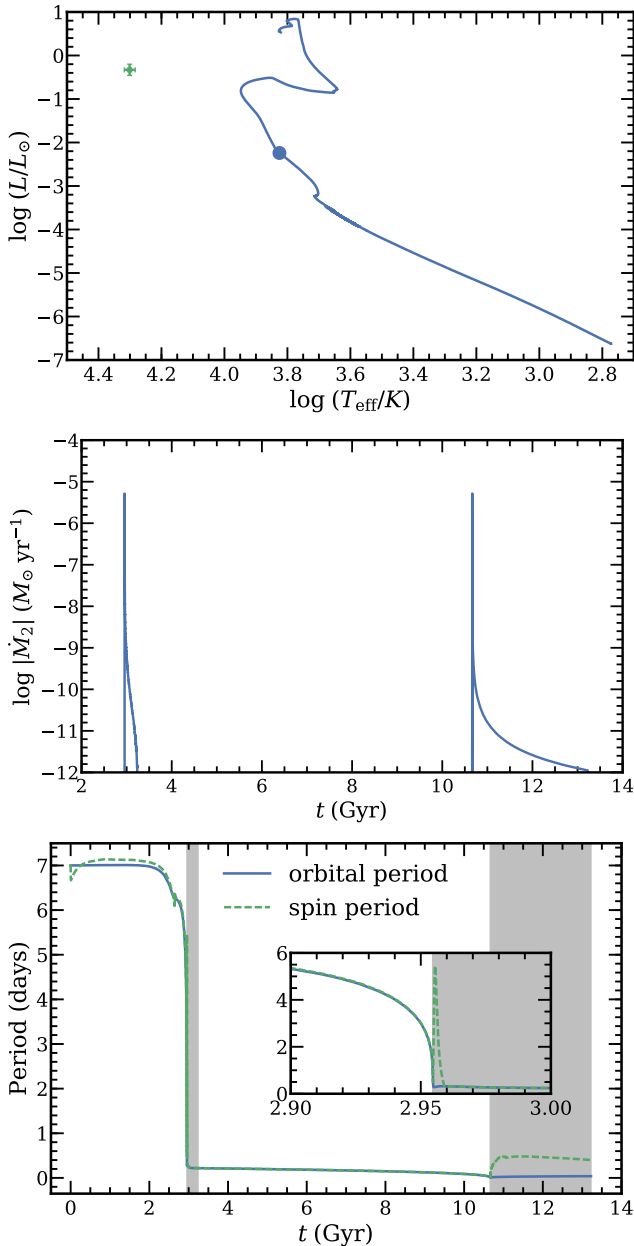 1
0
−1
−2
−3
−4
−5
−6
−7
log (L/L⊙)
4.4 4.2 4.0 3.8 3.6 3.4 3.2 3.0 2.8
log (Teff/K)
−4
−5
−6
−7
−8
−9
−10
−11
−12
log |Ṁ2| (M⊙ yr−1)
2 4 6 8 10 12 14
t (Gyr)
7
6
5
4
3
2
1
0
Period (days)
orbital period
spin period
6
4
2
0
2.90 2.95 3.00
0 2 4 6 8 10 12 14
t (Gyr)